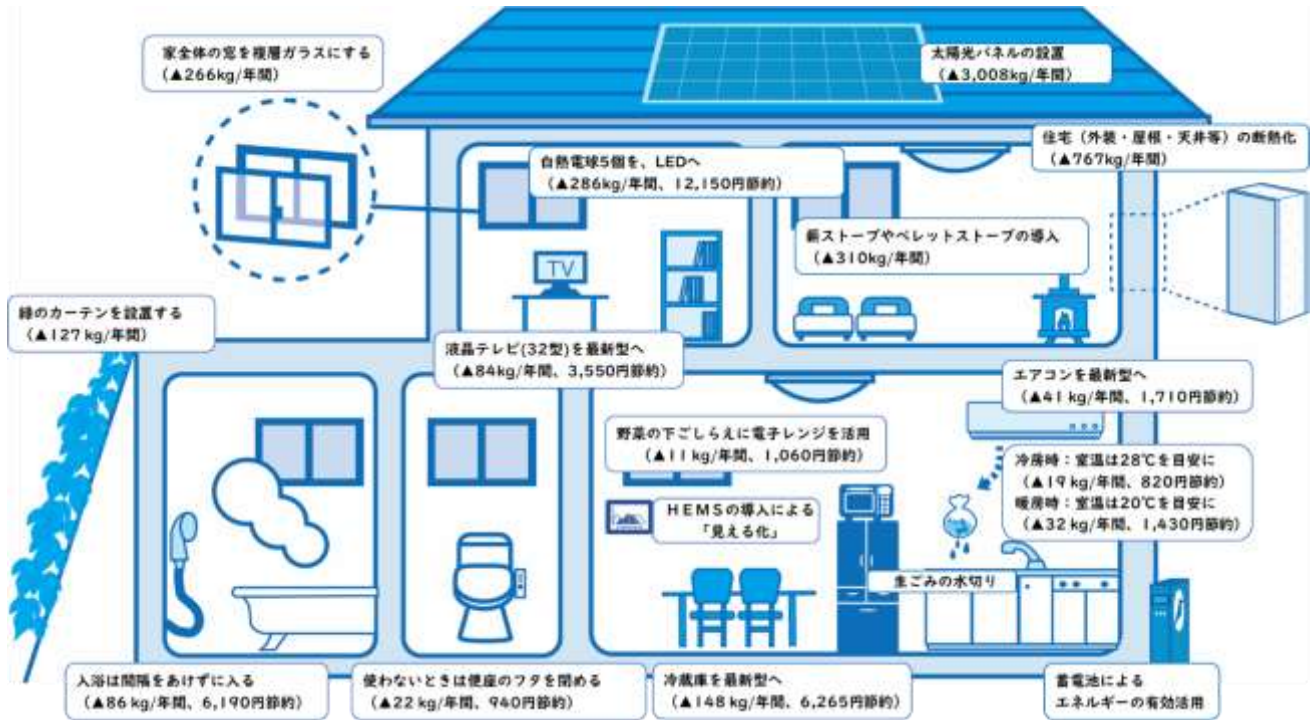 家全体の窓を複層ガラスにする
(▲266kg/年間)
太陽光パネルの設置
(▲3,008kg/年間)
住宅(外装・屋根・天井等)の断熱化
(▲767kg/年間)
白熱電球5個を、LEDへ
(▲286kg/年間、12,150円節約)
薪ストーブやペレットストーブの導入
(▲310kg/年間)
TV
緑のカーテンを設置する
(▲127kg/年間)
液晶テレビ(32型)を最新型へ
(▲84kg/年間、3,550円節約)
エアコンを最新型へ
(▲41kg/年間、1,710円節約)
野菜の下ごしらえに電子レンジを活用
(▲11kg/年間、1,060円節約)
冷房時:室温は28℃を目安に
(▲19kg/年間、820円節約)
暖房時:室温は20℃を目安に
(▲32kg/年間、1,430円節約)
HEMSの導入による
「見える化」
生ごみの水切り
入浴は間隔をあけずに入る
(▲86kg/年間、6,190円節約)
使わないときは便座のフタを閉める
(▲22kg/年間、940円節約)
冷蔵庫を最新型へ
(▲148kg/年間、6,265円節約)
蓄電池による
エネルギーの有効活用